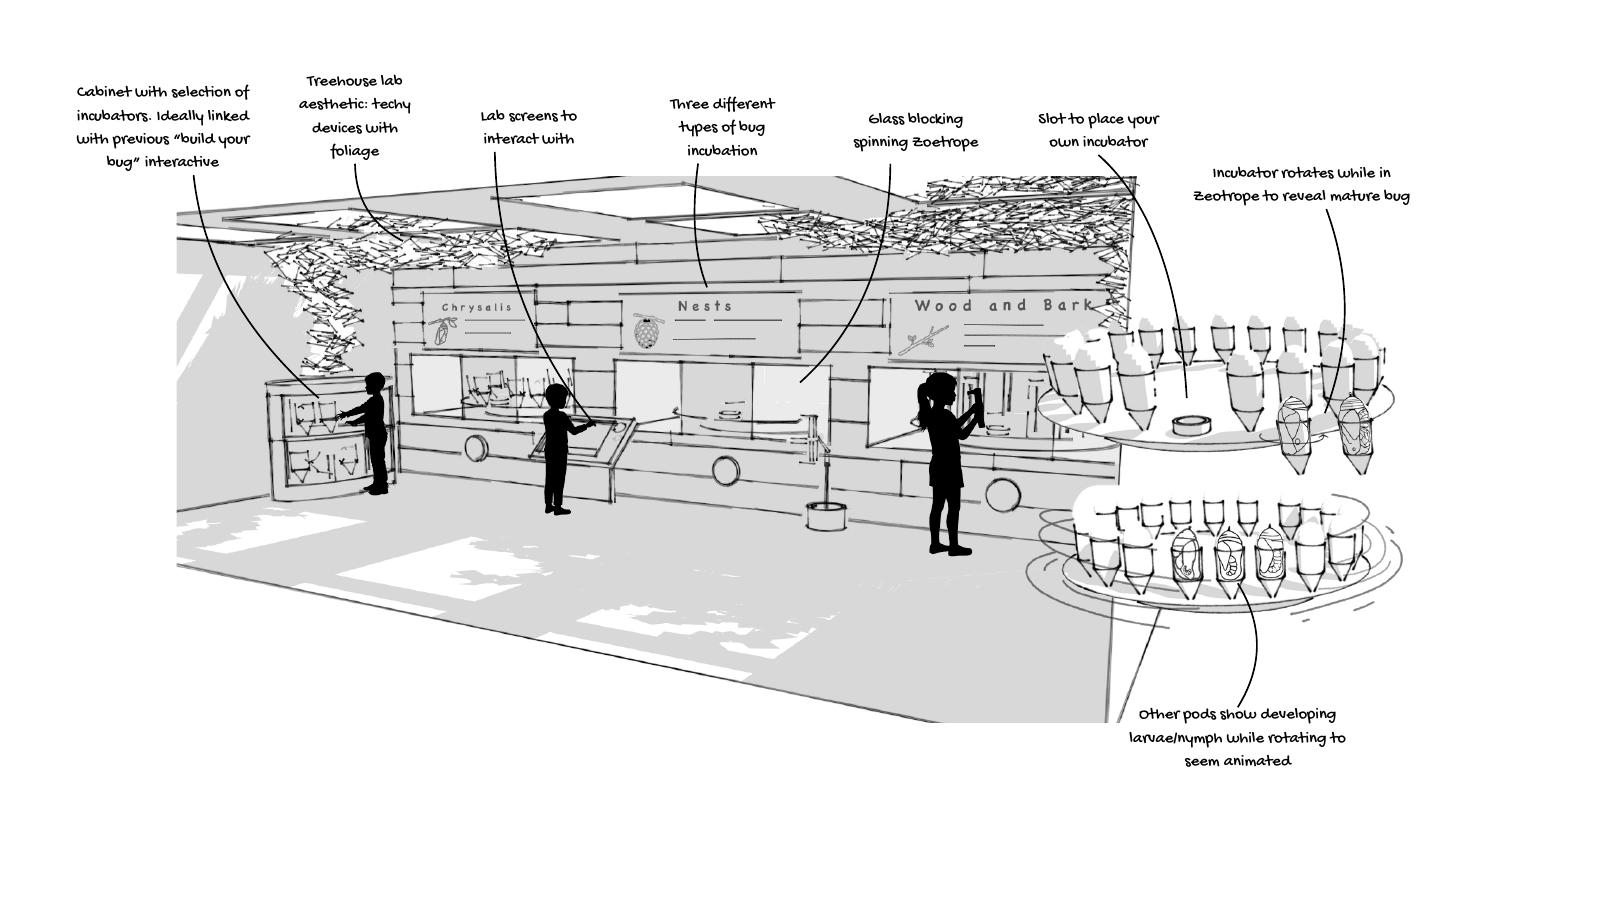 Cabinet with selection of
incubators. Ideally linked
with previous "build your
bug" interactive
Treehouse lab
aesthetic: techy
devices with
foliage
Lab screens to
interact with
Three different
types of bug
incubation
Glass blocking
spinning Zoetrope
Slot to place your
own incubator
Incubator rotates while in
Zeotrope to reveal mature bug
Chrysalis
Nests
Wood and Bark
Other pods show developing
larvae/nymph while rotating to
seem animated